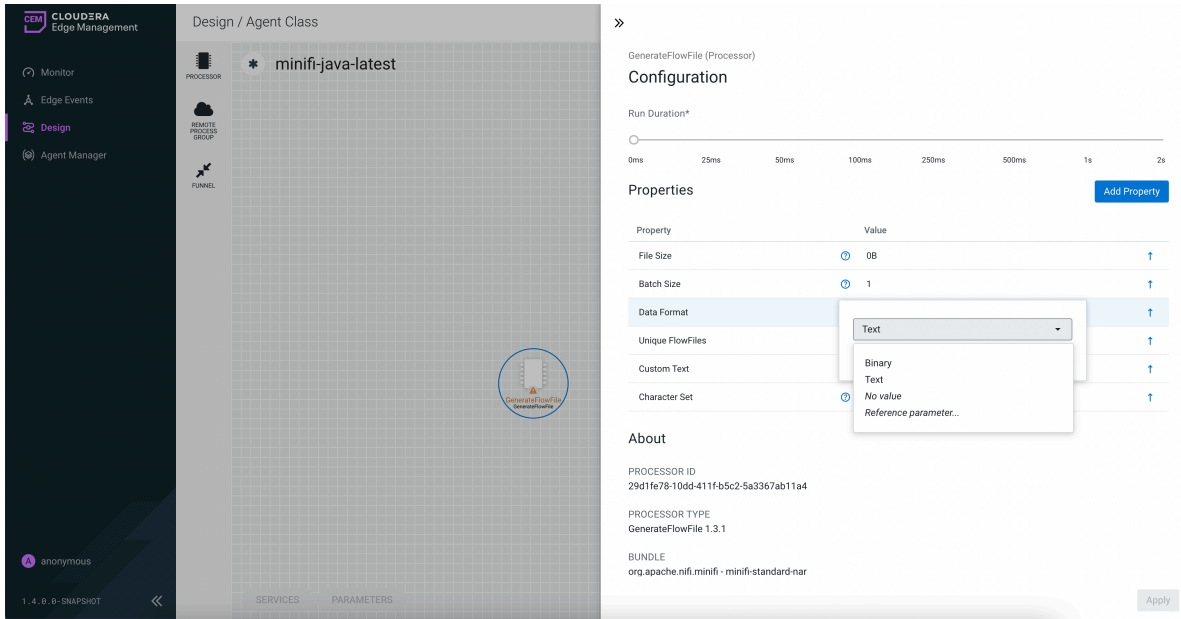 CEM CLOUDERA
Edge Management
Monitor
Edge Events
Design
Agent Manager
A anonymous
1.4.0.0-SNAPSHOT
Design / Agent Class
PROCESSOR
REMOTE
PROCESS
GROUP
FUNNEL
minifi-java-latest
GenerateFlowFile
GenerateFlowFile
SERVICES PARAMETERS
GenerateFlowFile (Processor)
Configuration
Run Duration*
0ms 25ms 50ms 100ms 250ms 500ms 1s 2s
Properties Add Property
Property Value
File Size 0B
Batch Size 1
Data Format
Text
Unique FlowFiles
Custom Text
Character Set
Binary
Text
No value
Reference parameter...
About
PROCESSOR ID
29d1fe78-10dd-411f-b5c2-5a3367ab11a4
PROCESSOR TYPE
GenerateFlowFile 1.3.1
BUNDLE
org.apache.nifi.minifi - minifi-standard-nar
Apply